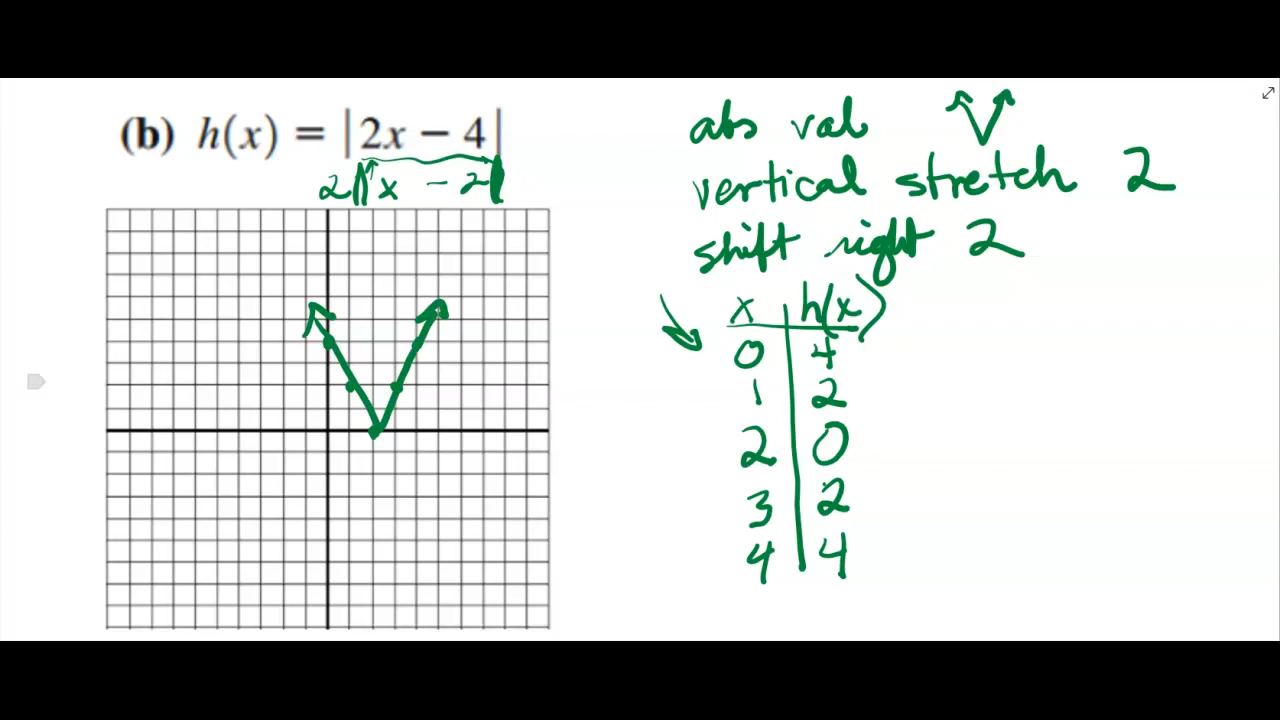 (b) h(x) = |2x − 4|
2|x - 2|
abs val
vertical stretch 2
shift right 2
x h(x)
0 4
1 2
2 0
3 2
4 4